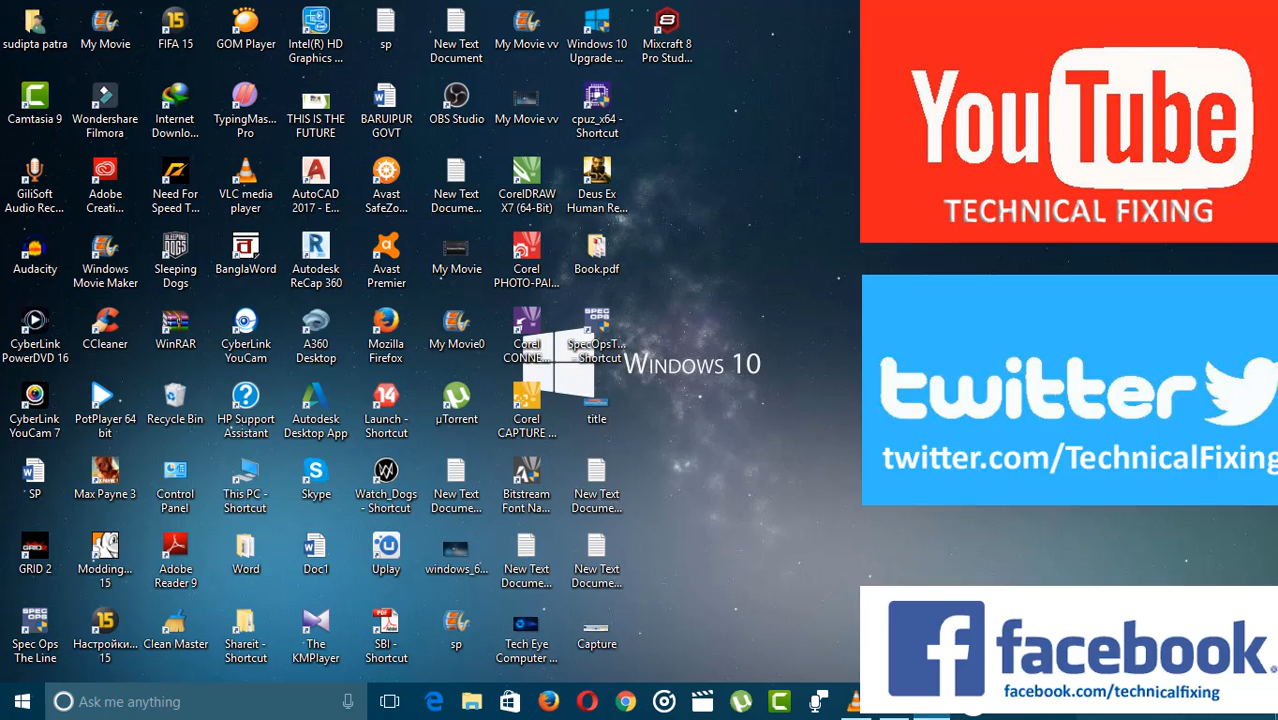 sudipta patra
My Movie
FIFA 15
GOM Player
Intel(R) HD
Graphics ...
sp
New Text
Document
My Movie vv
Windows 10
Upgrade ...
Mixcraft 8
Pro Stud...
Camtasia 9
Wondershare
Filmora
Internet
Downlo...
TypingMas...
Pro
THIS IS THE
FUTURE
BARUIPUR
GOVT
OBS Studio
My Movie vv
cpuz_x64 -
Shortcut
GiliSoft
Audio Rec...
Adobe
Creati...
Need For
Speed T...
VLC media
player
AutoCAD
2017 - E...
Avast
SafeZo...
New Text
Docume...
CorelDRAW
X7 (64-Bit)
Deus Ex
Human Re...
Audacity
Windows
Movie Maker
Sleeping
Dogs
BanglaWord
Autodesk
ReCap 360
Avast
Premier
My Movie
Corel
PHOTO-PAI...
Book.pdf
CyberLink
PowerDVD 16
CCleaner
WinRAR
CyberLink
YouCam
A360
Desktop
Mozilla
Firefox
My Movie0
Corel
CONNE...
SpecOpsT...
- Shortcut
WINDOWS 10
CyberLink
YouCam 7
PotPlayer 64
bit
Recycle Bin
HP Support
Assistant
Autodesk
Desktop App
Launch -
Shortcut
µTorrent
Corel
CAPTURE ...
title
SP
Max Payne 3
Control
Panel
This PC -
Shortcut
Skype
Watch_Dogs
- Shortcut
New Text
Docume...
Bitstream
Font Na...
New Text
Docume...
GRID 2
Modding...
15
Adobe
Reader 9
Word
Doc1
Uplay
windows_6...
New Text
Docume...
New Text
Docume...
Spec Ops
The Line
Настройки...
15
Clean Master
Shareit -
Shortcut
The
KMPlayer
SBI -
Shortcut
sp
Tech Eye
Computer ...
Capture
Ask me anything
YouTube
TECHNICAL FIXING
twitter
twitter.com/TechnicalFixing
facebook.
facebook.com/technicalfixing